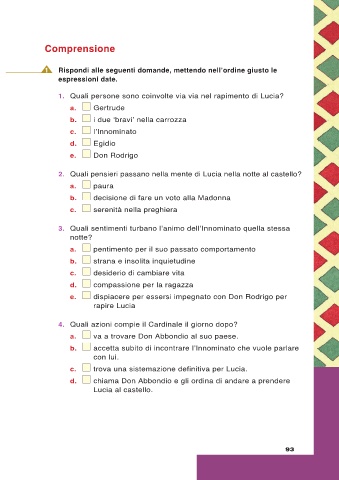 Comprensione
1 Rispondi alle seguenti domande, mettendo nell'ordine giusto le
espressioni date.
1. Quali persone sono coinvolte via via nel rapimento di Lucia?
a. Gertrude
b. i due 'bravi' nella carrozza
c. l'Innominato
d. Egidio
e. Don Rodrigo
2. Quali pensieri passano nella mente di Lucia nella notte al castello?
a. paura
b. decisione di fare un voto alla Madonna
c. serenità nella preghiera
3. Quali sentimenti turbano l'animo dell'Innominato quella stessa
notte?
a. pentimento per il suo passato comportamento
b. strana e insolita inquietudine
c. desiderio di cambiare vita
d. compassione per la ragazza
e. dispiacere per essersi impegnato con Don Rodrigo per
rapire Lucia
4. Quali azioni compie il Cardinale il giorno dopo?
a. va a trovare Don Abbondio al suo paese.
b. accetta subito di incontrare l'Innominato che vuole parlare
con lui.
c. trova una sistemazione definitiva per Lucia.
d. chiama Don Abbondio e gli ordina di andare a prendere
Lucia al castello.
93